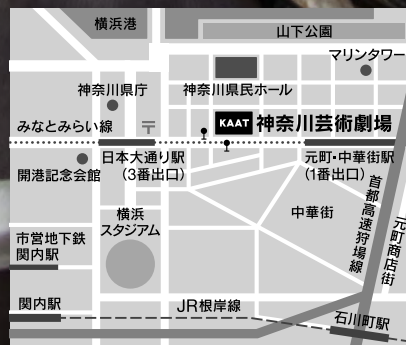 横浜港
山下公園
マリンタワー
神奈川県庁
神奈川県民ホール
みなとみらい線
〒
KAAT 神奈川芸術劇場
日本大通り駅
(3番出口)
元町・中華街駅
(1番出口)
開港記念会館
横浜
スタジアム
中華街
首都高速狩場線
元町商店街
市営地下鉄
関内駅
関内駅
JR根岸線
石川町駅